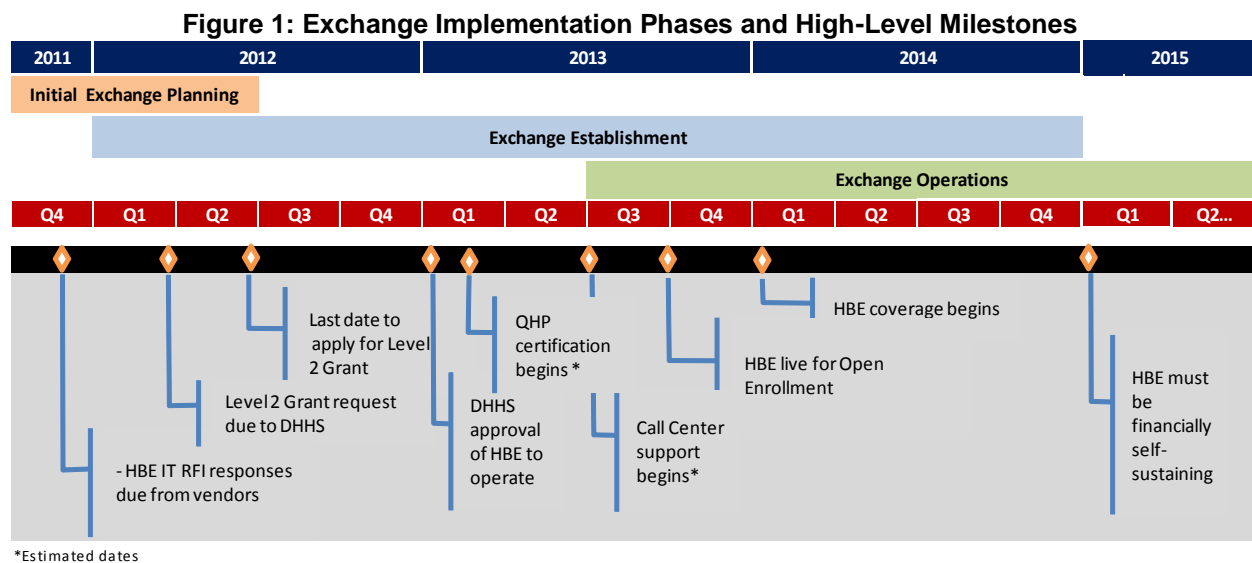 Figure 1: Exchange Implementation Phases and High-Level Milestones
2011 2012 2013 2014 2015
Initial Exchange Planning
Exchange Establishment
Exchange Operations
Q4 Q1 Q2 Q3 Q4 Q1 Q2 Q3 Q4 Q1 Q2 Q3 Q4 Q1 Q2...
- HBE IT RFI responses
due from vendors
Level 2 Grant request
due to DHHS
Last date to
apply for Level
2 Grant
DHHS
approval
of HBE to
operate
QHP
certification
begins *
Call Center
support
begins*
HBE live for Open
Enrollment
HBE coverage begins
HBE must
be
financially
self-
sustaining
*Estimated dates